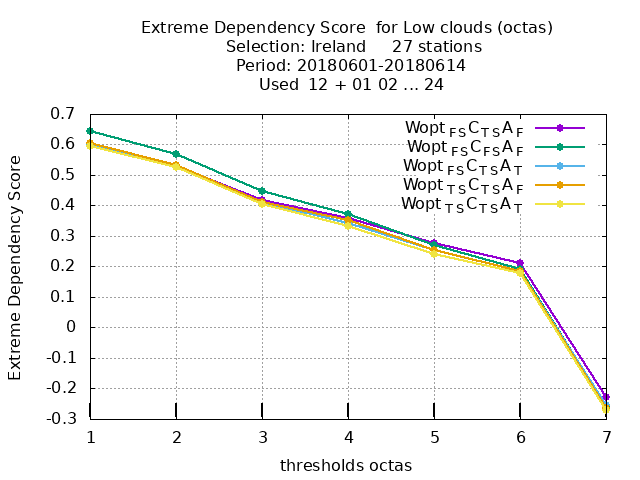 Extreme Dependency Score  for Low clouds (octas)
Selection: Ireland     27 stations
Period: 20180601-20180614
Used  12 + 01 02 ... 24
Extreme Dependency Score
0.7
0.6
0.5
0.4
0.3
0.2
0.1
0
-0.1
-0.2
-0.3
Wopt FS C TS A F
Wopt FS C FS A F
Wopt FS C TS A T
Wopt TS C TS A F
Wopt TS C TS A T
1 2 3 4 5 6 7
thresholds octas